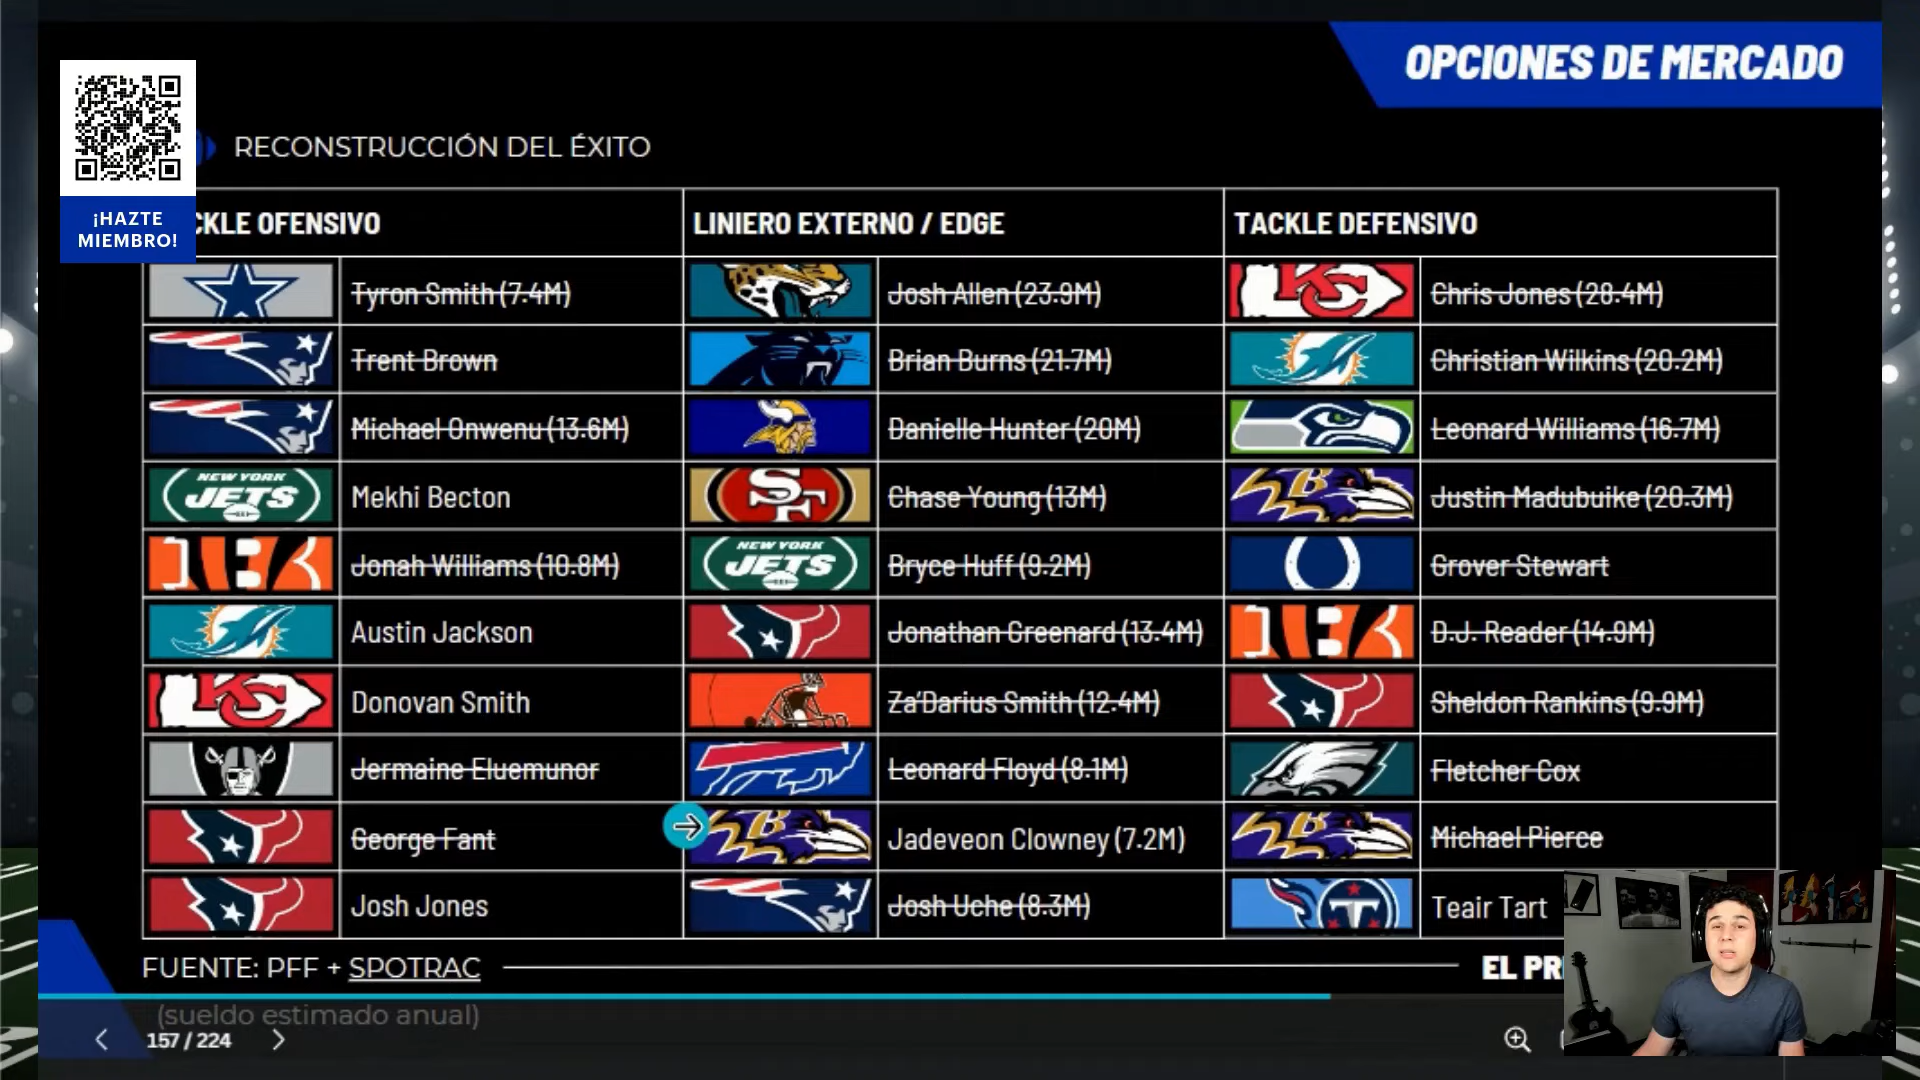 OPCIONES DE MERCADO
RECONSTRUCCIÓN DEL ÉXITO
¡HAZTE
MIEMBRO!
CKLE OFENSIVO
LINIERO EXTERNO / EDGE
TACKLE DEFENSIVO
Tyron Smith (7.4M)
Josh Allen (23.9M)
Chris Jones (28.4M)
Trent Brown
Brian Burns (21.7M)
Christian Wilkins (20.2M)
Michael Onwenu (13.6M)
Danielle Hunter (20M)
Leonard Williams (16.7M)
NEW YORK
JETS
Mekhi Becton
SF
Chase Young (13M)
B
Justin Madubuike (20.3M)
Jonah Williams (10.8M)
NEW YORK
JETS
Bryce Huff (9.2M)
Grover Stewart
Austin Jackson
Jonathan Greenard (13.4M)
D.J. Reader (14.9M)
KC
Donovan Smith
Za'Darius Smith (12.4M)
Sheldon Rankins (9.9M)
Jermaine Eluemunor
Leonard Floyd (8.1M)
Fletcher Cox
George Fant
B
Jadeveon Clowney (7.2M)
B
Michael Pierce
Josh Jones
Josh Uche (8.3M)
T
Teair Tart
FUENTE: PFF + SPOTRAC
EL PR
(sueldo estimado anual)
157 / 224